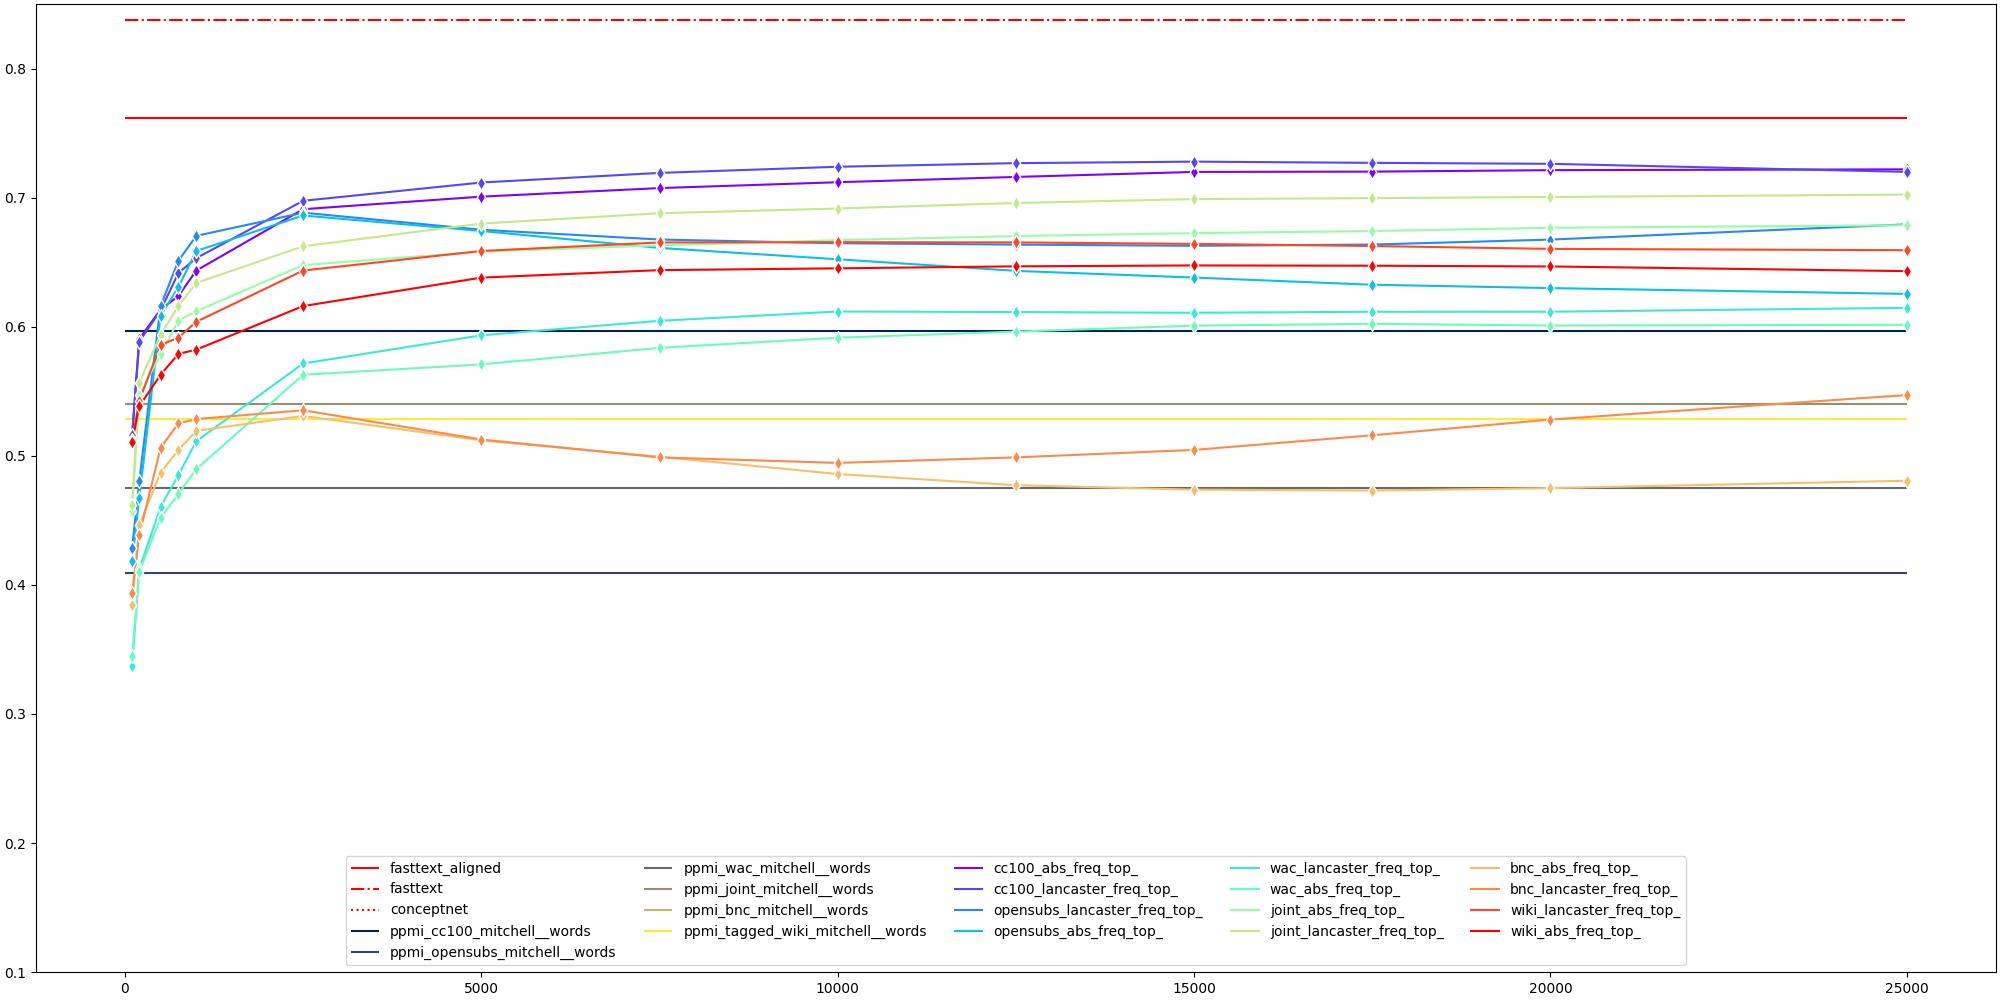 0.8
0.7
0.6
0.5
0.4
0.3
0.2
0.1
fasttext_aligned
fasttext
conceptnet
ppmi_cc100_mitchell__words
ppmi_opensubs_mitchell__words
ppmi_wac_mitchell__words
ppmi_joint_mitchell__words
ppmi_bnc_mitchell__words
ppmi_tagged_wiki_mitchell__words
cc100_abs_freq_top_
cc100_lancaster_freq_top_
opensubs_lancaster_freq_top_
opensubs_abs_freq_top_
wac_lancaster_freq_top_
wac_abs_freq_top_
joint_abs_freq_top_
joint_lancaster_freq_top_
bnc_abs_freq_top_
bnc_lancaster_freq_top_
wiki_lancaster_freq_top_
wiki_abs_freq_top_
0 5000 10000 15000 20000 25000